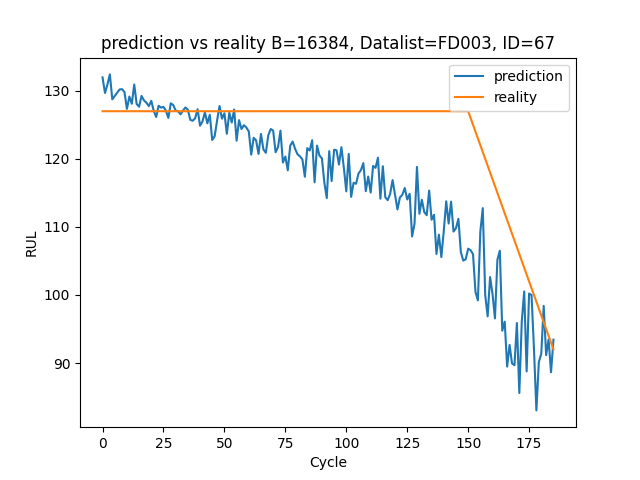 prediction vs reality B=16384, Datalist=FD003, ID=67
prediction
reality
130
120
110
100
90
RUL
0 25 50 75 100 125 150 175
Cycle